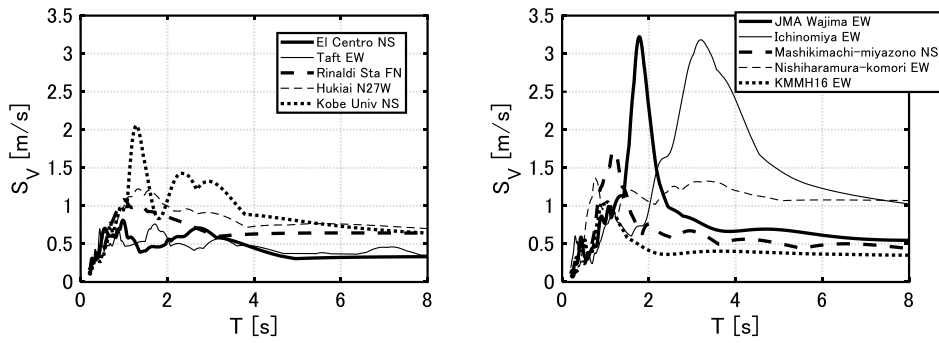 3.5
3
2.5
2
1.5
1
0.5
0
S_V [m/s]
El Centro NS
Taft EW
Rinaldi Sta FN
Hukiai N27W
Kobe Univ NS
0 2 4 6 8
T [s]
3.5
3
2.5
2
1.5
1
0.5
0
S_V [m/s]
JMA Wajima EW
Ichinomiya EW
Mashikimachi-miyazono NS
Nishiharamura-komori EW
KMMH16 EW
0 2 4 6 8
T [s]